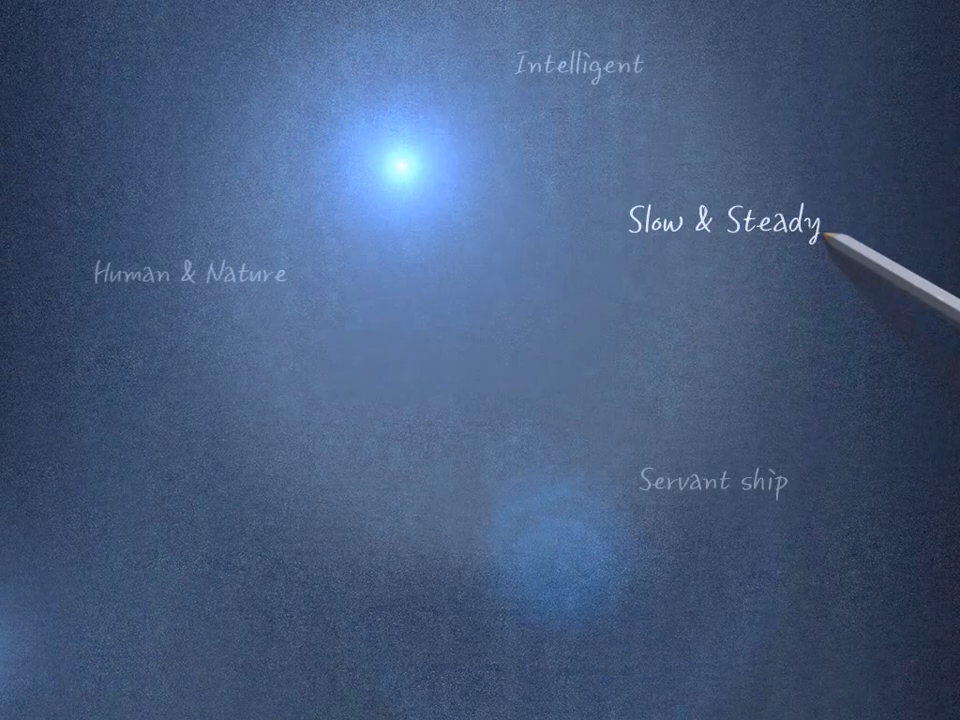 Intelligent
Slow & Steady
Human & Nature
Servant ship